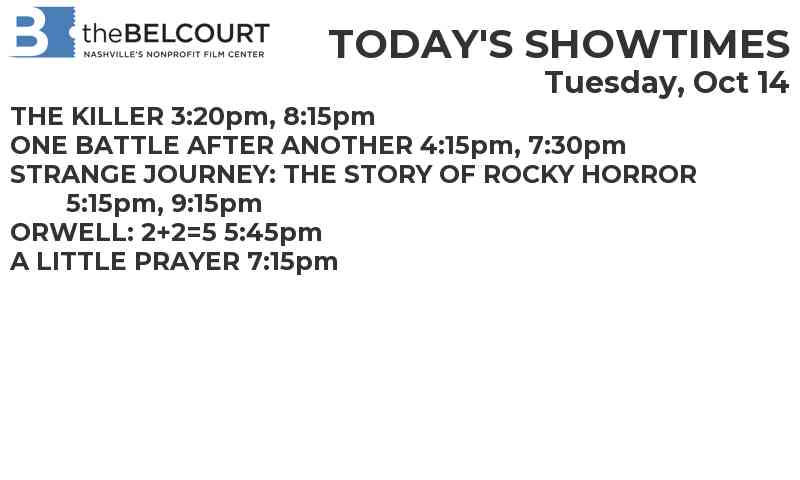 B theBELCOURT
NASHVILLE'S NONPROFIT FILM CENTER
TODAY'S SHOWTIMES
Tuesday, Oct 14
THE KILLER 3:20pm, 8:15pm
ONE BATTLE AFTER ANOTHER 4:15pm, 7:30pm
STRANGE JOURNEY: THE STORY OF ROCKY HORROR
5:15pm, 9:15pm
ORWELL: 2+2=5 5:45pm
A LITTLE PRAYER 7:15pm